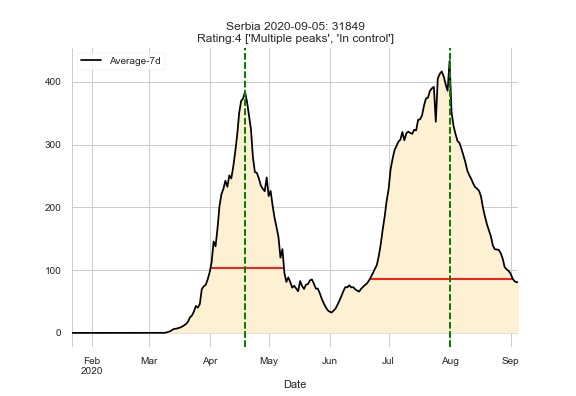 Serbia 2020-09-05: 31849
Rating:4 ['Multiple peaks', 'In control']
Average-7d
400
300
200
100
0
Feb Mar Apr May Jun Jul Aug Sep
2020
Date